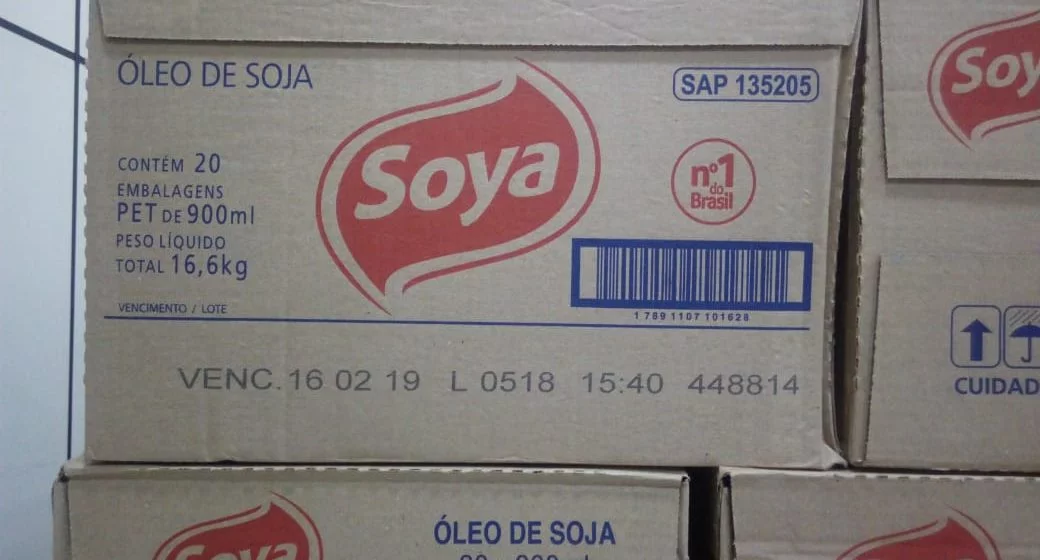 ÓLEO DE SOJA
Soya
SAP 135205
CONTÉM 20
EMBALAGENS
PET DE 900ml
PESO LÍQUIDO
TOTAL 16,6kg
nº1
do
Brasil
1 789 1107 101628
VENCIMENTO / LOTE
VENC. 16 02 19 L 0518 15:40 448814
Soy
CUIDAD
Soya
ÓLEO DE SOJA